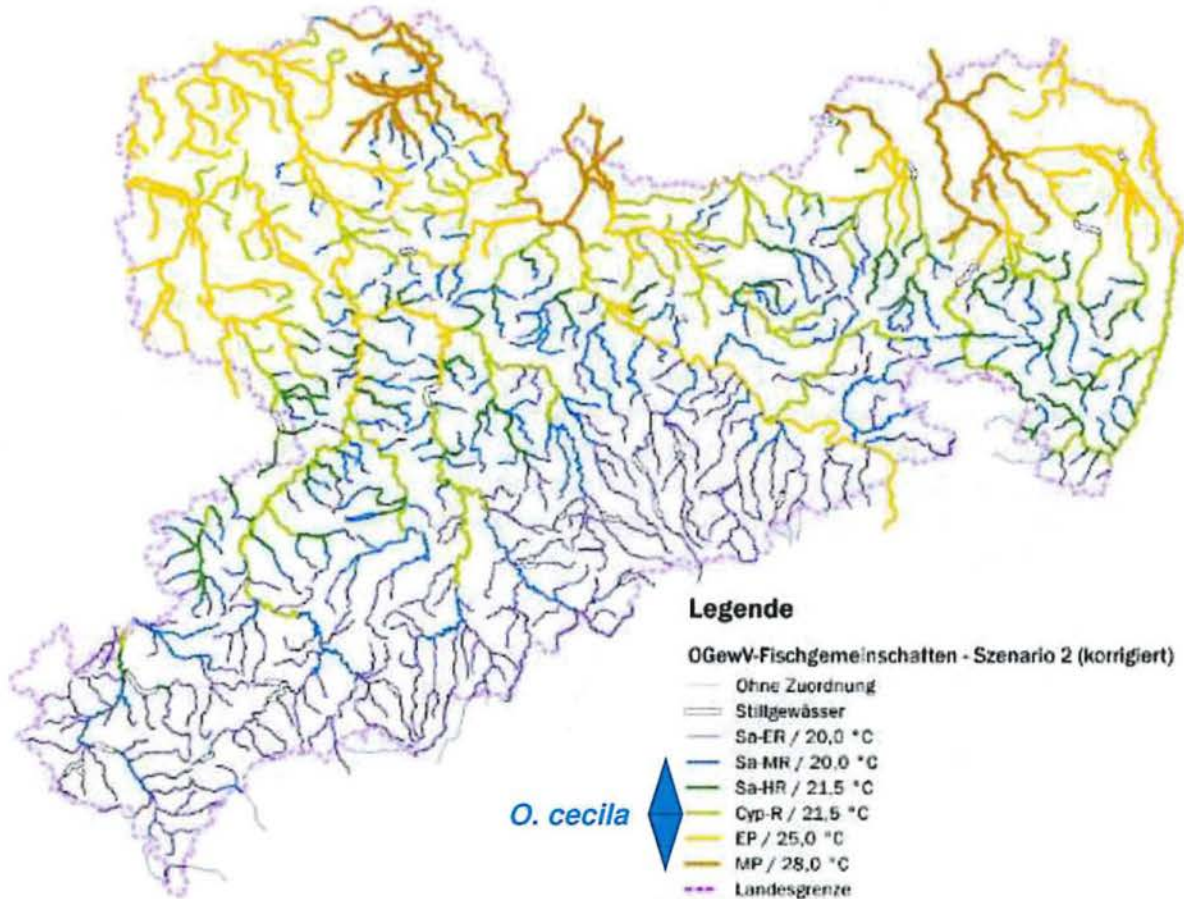 Legende
OGewV-Fischgemeinschaften - Szenario 2 (korrigiert)
Ohne Zuordnung
Stillgewässer
Sa-ER / 20,0 °C
Sa-MR / 20,0 °C
Sa-HR / 21,5 °C
O. cecila
Cyp-R / 21,5 °C
EP / 25,0 °C
MP / 28,0 °C
Landesgrenze